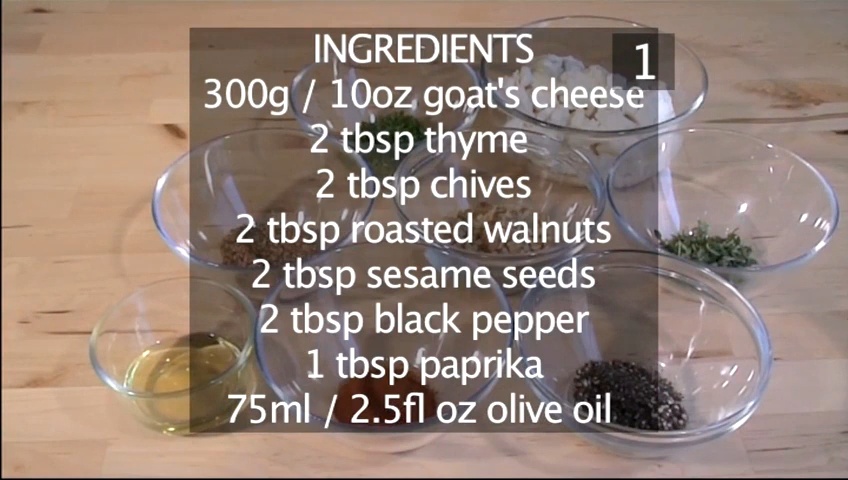 INGREDIENTS
1
300g / 10oz goat's cheese
2 tbsp thyme
2 tbsp chives
2 tbsp roasted walnuts
2 tbsp sesame seeds
2 tbsp black pepper
1 tbsp paprika
75ml / 2.5fl oz olive oil